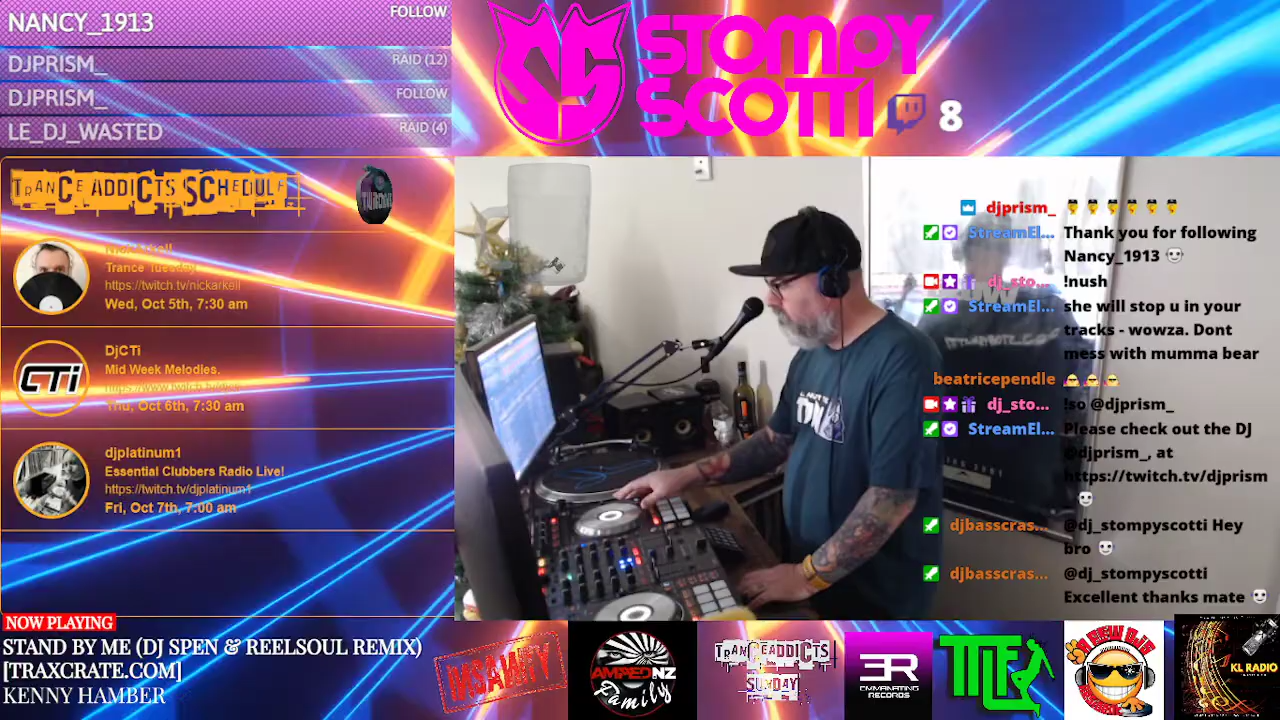 NANCY_1913
FOLLOW
DJPRISM_
RAID (12)
DJPRISM_
FOLLOW
LE_DJ_WASTED
RAID (4)
STOMPY
SCOTTI
8
TRANCE ADDICTS SCHEDULE
Trance Tuesday
https://twitch.tv/nickarkell
Wed, Oct 5th, 7:30 am
CTi
DjCTi
Mid Week Melodies.
Thu, Oct 6th, 7:30 am
djplatinum1
Essential Clubbers Radio Live!
https://twitch.tv/djplatinum1
Fri, Oct 7th, 7:00 am
djprism_
StreamEl... Thank you for following
Nancy_1913
dj_sto... !nush
StreamEl... she will stop u in your
tracks - wowza. Dont
mess with mumma bear
beatricependle
dj_sto... !so @djprism_
StreamEl... Please check out the DJ
@djprism_, at
https://twitch.tv/djprism
djbasscras... @dj_stompyscotti Hey
bro
djbasscras... @dj_stompyscotti
Excellent thanks mate
NOW PLAYING
STAND BY ME (DJ SPEN & REELSOUL REMIX)
[TRAXCRATE.COM]
KENNY HAMBER
AMPED NZ
Family
TRANCEADDICTS
SUNDAY
3R
EMMANATING
RECORDS
KL RADIO